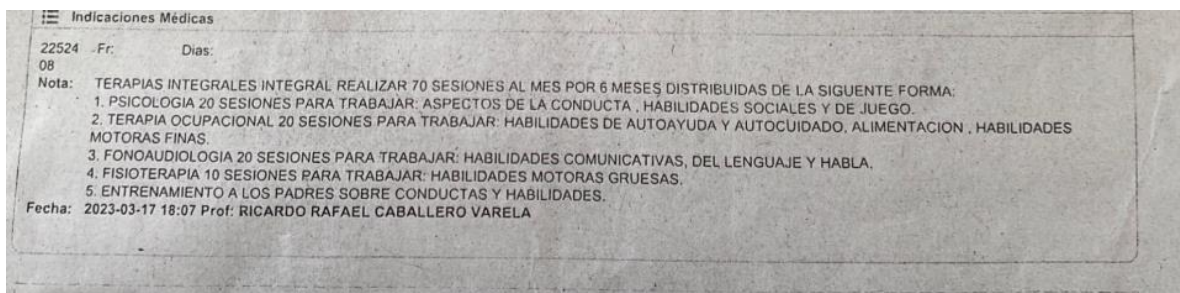 Indicaciones Médicas
22524 Fr: Dias:
08
Nota: TERAPIAS INTEGRALES INTEGRAL REALIZAR 70 SESIONES AL MES POR 6 MESES DISTRIBUIDAS DE LA SIGUENTE FORMA:
1. PSICOLOGIA 20 SESIONES PARA TRABAJAR: ASPECTOS DE LA CONDUCTA , HABILIDADES SOCIALES Y DE JUEGO.
2. TERAPIA OCUPACIONAL 20 SESIONES PARA TRABAJAR: HABILIDADES DE AUTOAYUDA Y AUTOCUIDADO, ALIMENTACION , HABILIDADES
MOTORAS FINAS.
3. FONOAUDIOLOGIA 20 SESIONES PARA TRABAJAR: HABILIDADES COMUNICATIVAS, DEL LENGUAJE Y HABLA.
4. FISIOTERAPIA 10 SESIONES PARA TRABAJAR: HABILIDADES MOTORAS GRUESAS.
5. ENTRENAMIENTO A LOS PADRES SOBRE CONDUCTAS Y HABILIDADES.
Fecha: 2023-03-17 18:07 Prof: RICARDO RAFAEL CABALLERO VARELA